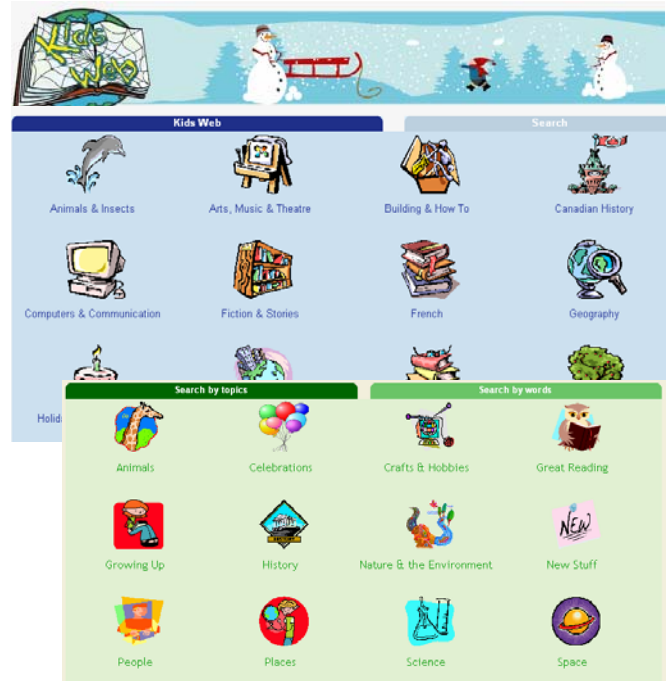 Kids
Web
Kids Web Search
Animals & Insects Arts, Music & Theatre Building & How To Canadian History
Computers & Communication Fiction & Stories French Geography
Holid
Search by topics Search by words
Animals Celebrations Crafts & Hobbies Great Reading
NEW
Growing Up History Nature & the Environment New Stuff
People Places Science Space